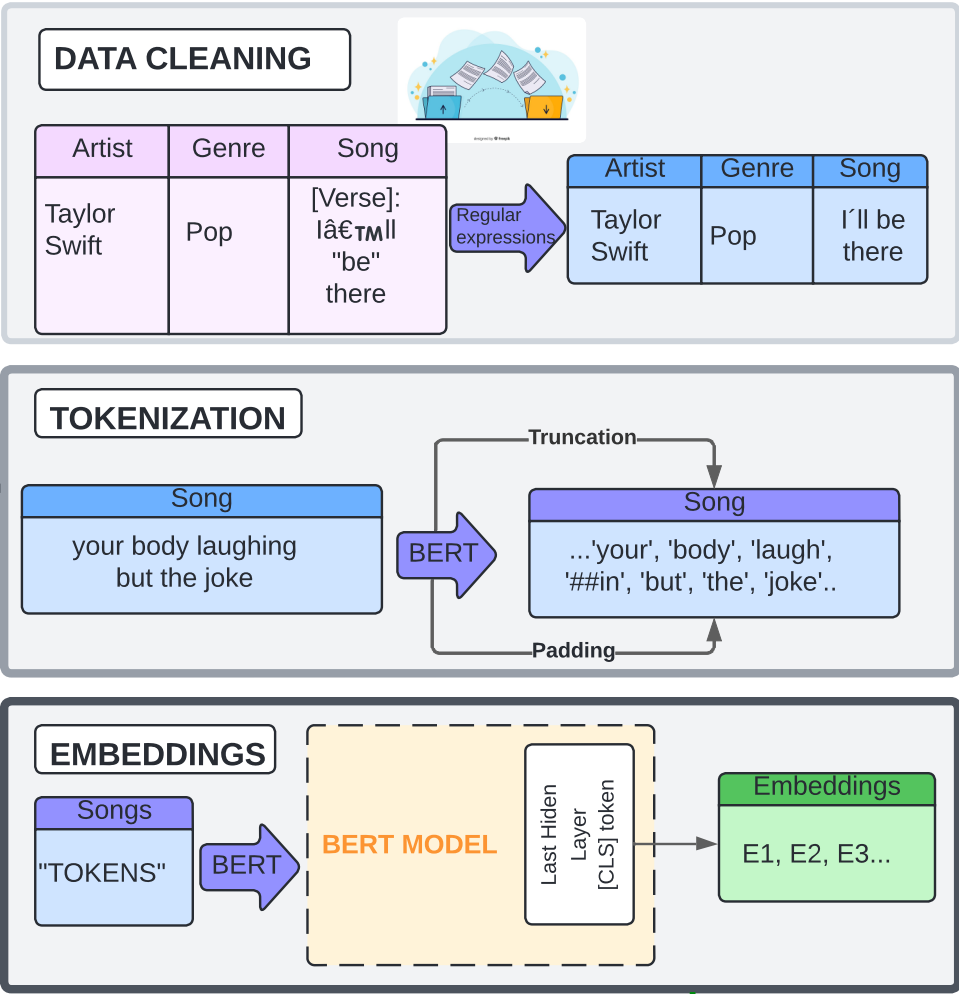 DATA CLEANING
designed by freepik
Artist
Genre
Song
Taylor
Swift
Pop
[Verse]:
Iâ€™ll
"be"
there
Regular
expressions
Artist
Genre
Song
Taylor
Swift
Pop
I´ll be
there
TOKENIZATION
Song
your body laughing
but the joke
BERT
Truncation
Padding
Song
...'your', 'body', 'laugh',
'##in', 'but', 'the', 'joke'..
EMBEDDINGS
Songs
"TOKENS"
BERT
BERT MODEL
Last Hiden
Layer
[CLS] token
Embeddings
E1, E2, E3...